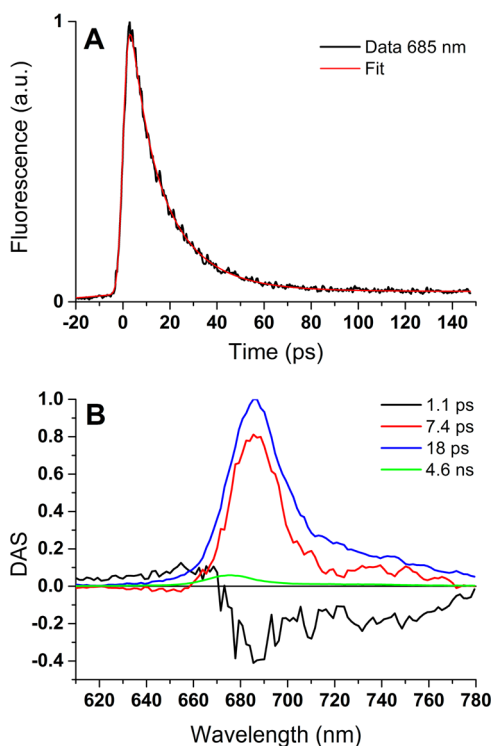 A
Data 685 nm
Fit
1
Fluorescence (a.u.)
1
-20 0 20 40 60 80 100 120 140
Time (ps)
B
1.1 ps
7.4 ps
18 ps
4.6 ns
1.0
0.8
0.6
0.4
0.2
0.0
-0.2
-0.4
DAS
620 640 660 680 700 720 740 760 780
Wavelength (nm)